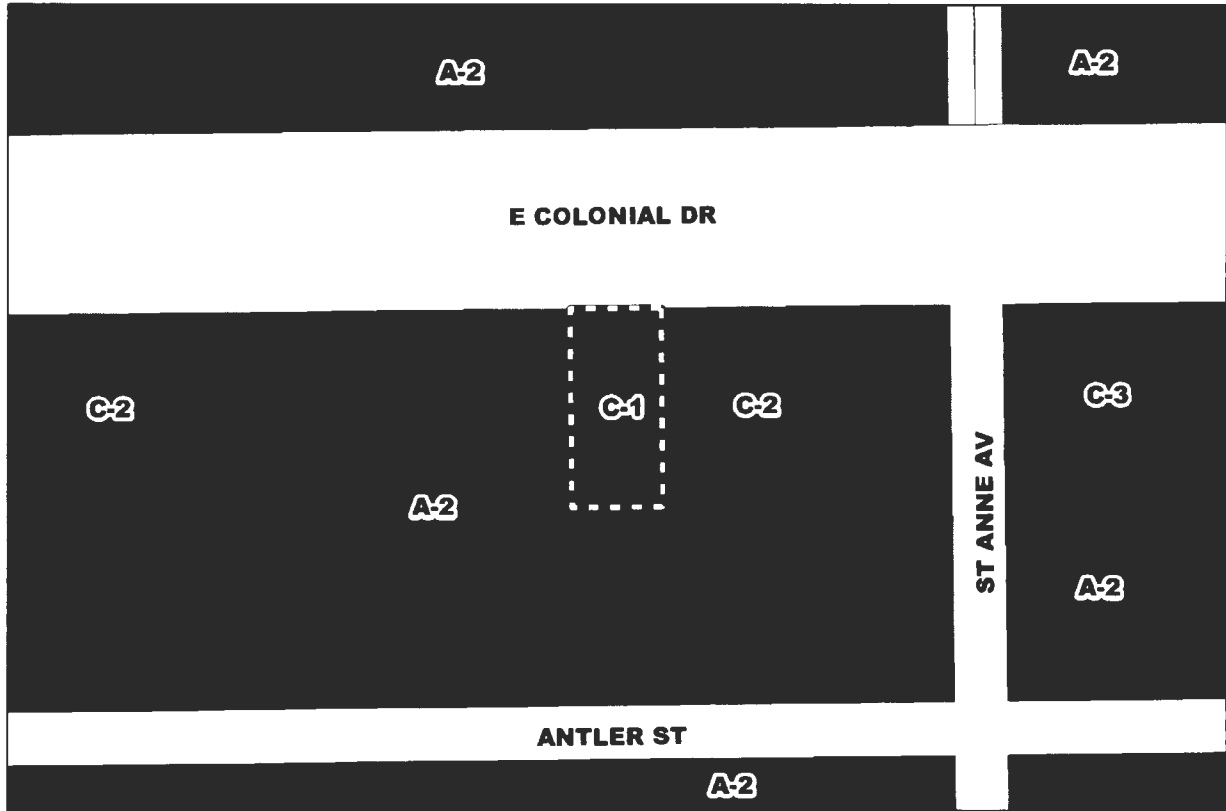 A-2
A-2
E COLONIAL DR
C-2
C-1
C-2
C-3
A-2
ST ANNE AV
A-2
ANTLER ST
A-2